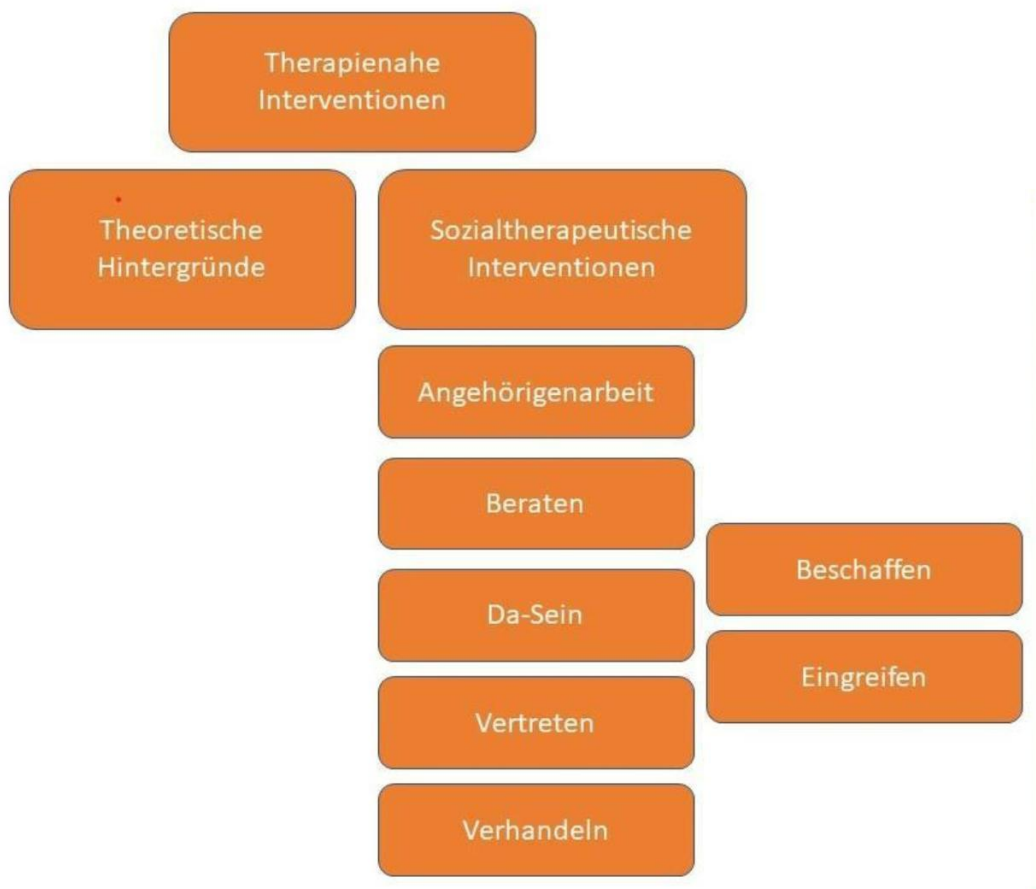 Therapienahe
Interventionen
Theoretische
Hintergründe
Sozialtherapeutische
Interventionen
Angehörigenarbeit
Beraten
Beschaffen
Da-Sein
Eingreifen
Vertreten
Verhandeln